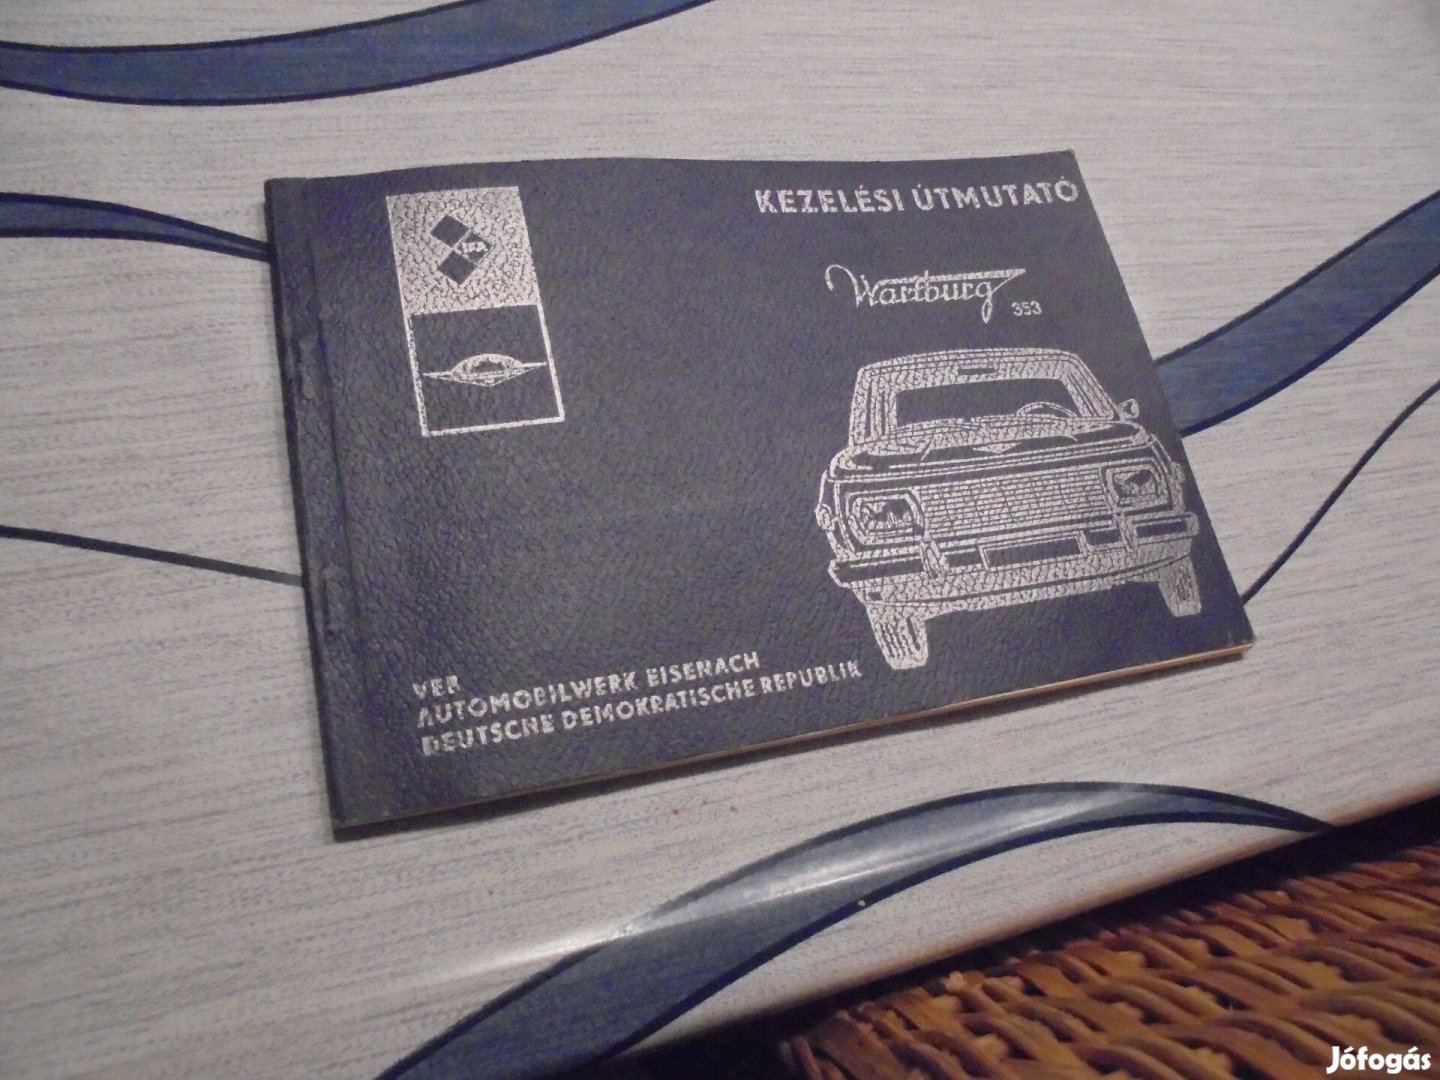 IFA
KEZELÉSI ÚTMUTATÓ
Wartburg
353
VEB
AUTOMOBILWERK EISENACH
DEUTSCHE DEMOKRATISCHE REPUBLIK
Jófogás